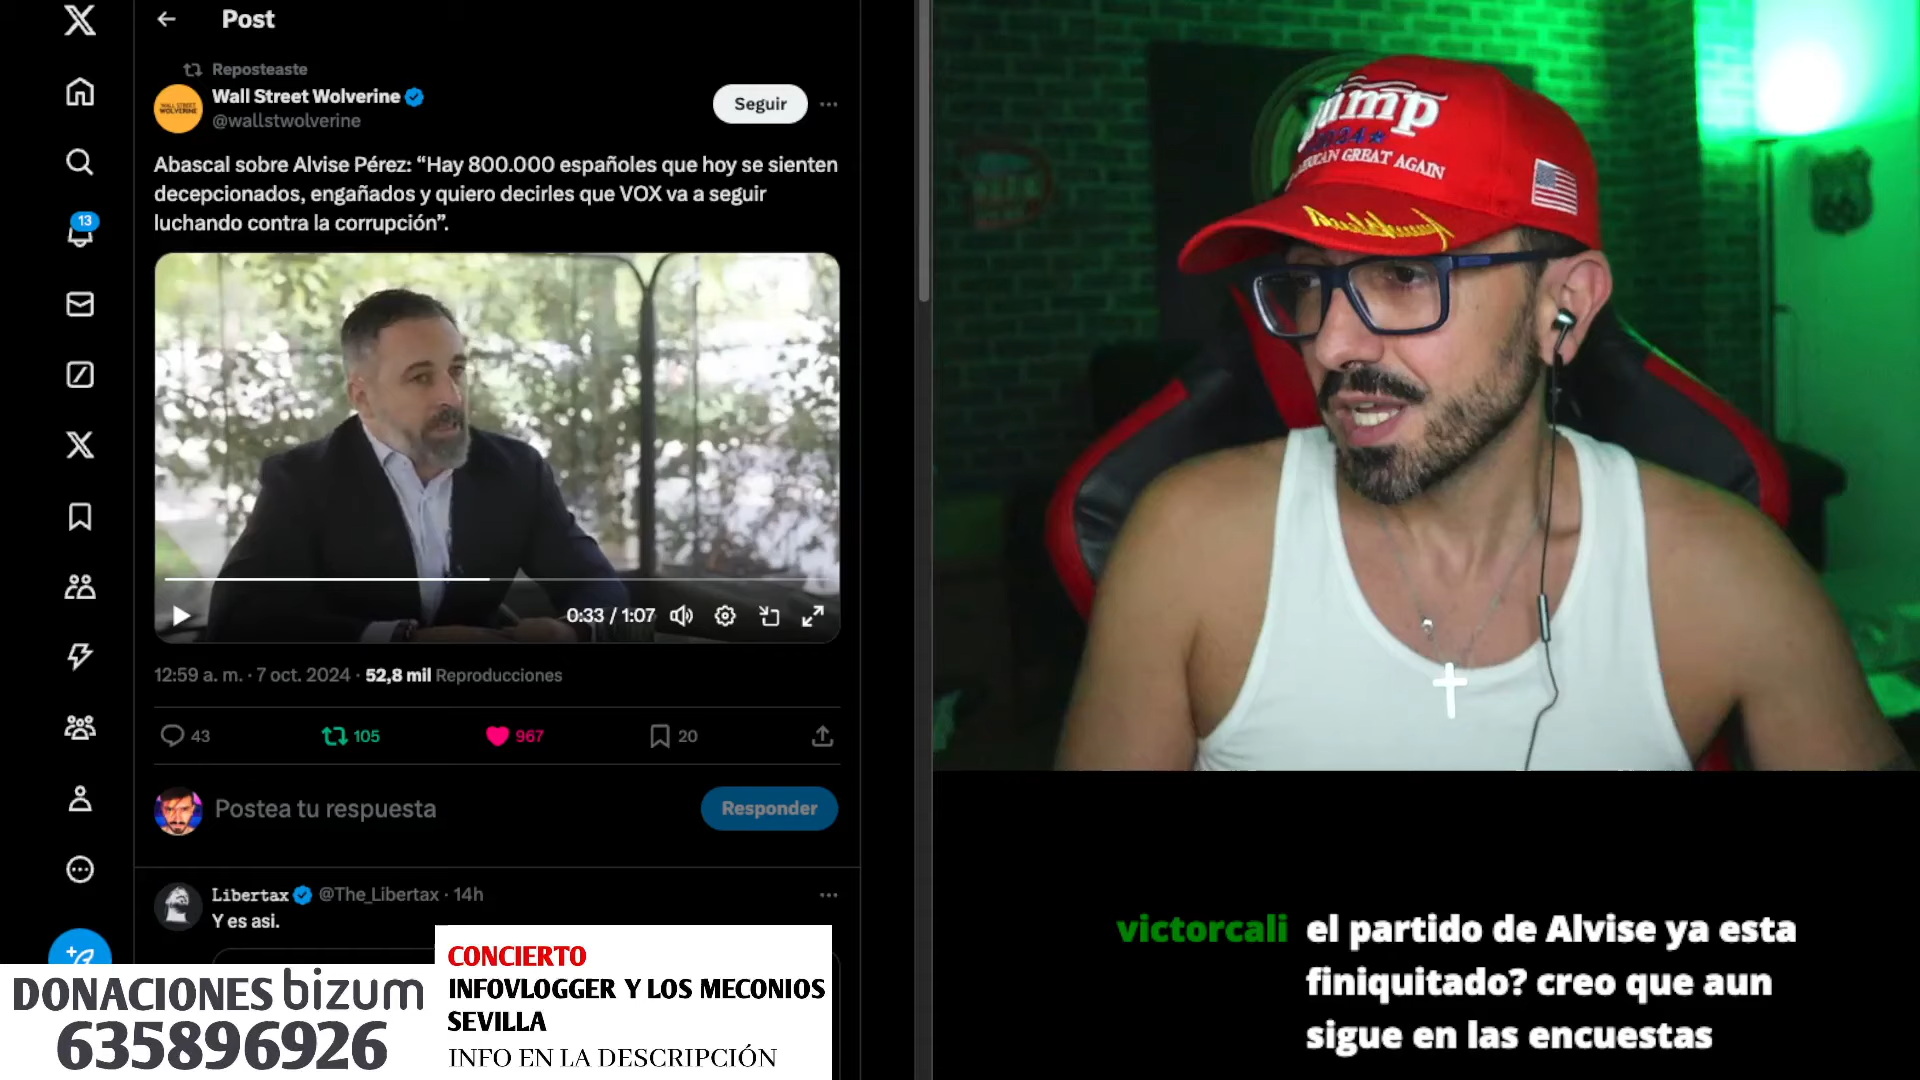 Post
Reposteaste
Wall Street Wolverine
@wallstwolverine
Seguir
WALL STREET
WOLVERINE
Abascal sobre Alvise Pérez: “Hay 800.000 españoles que hoy se sienten
decepcionados, engañados y quiero decirles que VOX va a seguir
luchando contra la corrupción”.
13
0:33 / 1:07
12:59 a. m. · 7 oct. 2024 · 52,8 mil Reproducciones
43
105
967
20
Postea tu respuesta
Responder
Libertax @The_Libertax · 14h
Y es asi.
DONACIONES bizum
635896926
CONCIERTO
INFOVLOGGER Y LOS MECONIOS
SEVILLA
INFO EN LA DESCRIPCIÓN
GREAT AGAIN
victorcali el partido de Alvise ya esta
finiquitado? creo que aun
sigue en las encuestas